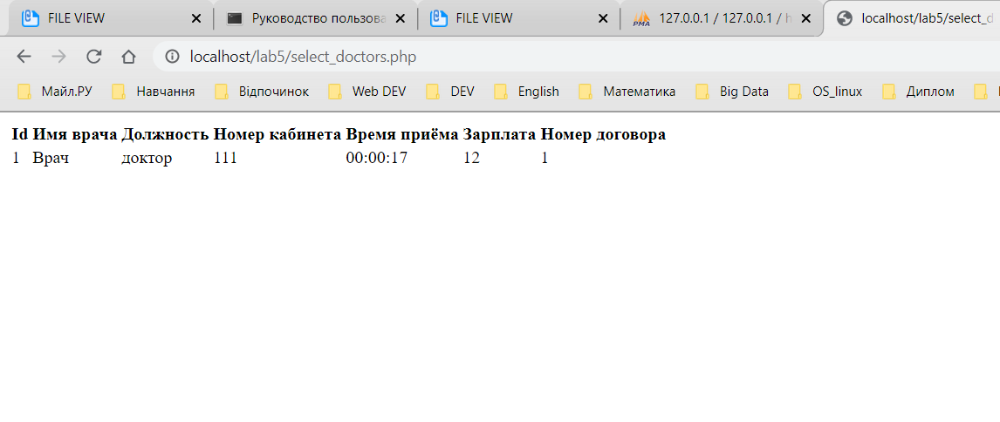 FILE VIEW Руководство пользова FILE VIEW 127.0.0.1 / 127.0.0.1 / h localhost/lab5/select_d
localhost/lab5/select_doctors.php
Майл.РУ Навчання Відпочинок Web DEV DEV English Математика Big Data OS_linux Диплом
Id Имя врача Должность Номер кабинета Время приёма Зарплата Номер договора
1 Врач доктор 111 00:00:17 12 1